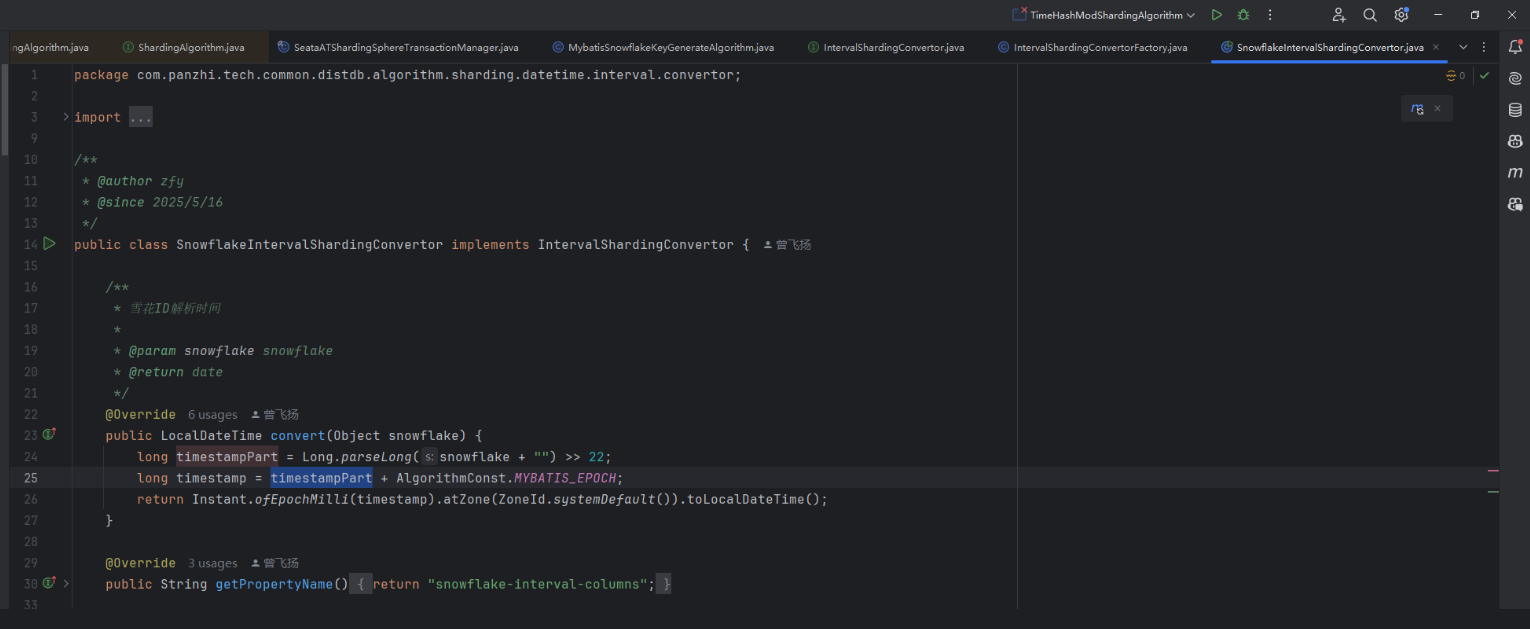 TimeHashModShardingAlgorithm
ngAlgorithm.java ShardingAlgorithm.java SeataATShardingSphereTransactionManager.java MybatisSnowflakeKeyGenerateAlgorithm.java IntervalShardingConvertor.java IntervalShardingConvertorFactory.java SnowflakeIntervalShardingConvertor.java
1 package com.panzhi.tech.common.distdb.algorithm.sharding.datetime.interval.convertor; 0
2
3 import ...
9
10 /**
11 * @author zfy
12 * @since 2025/5/16
13 */
14 public class SnowflakeIntervalShardingConvertor implements IntervalShardingConvertor { 曾飞扬
15
16 /**
17 * 雪花ID解析时间
18 *
19 * @param snowflake snowflake
20 * @return date
21 */
22 @Override 6 usages 曾飞扬
23 public LocalDateTime convert(Object snowflake) {
24 long timestampPart = Long.parseLong( s: snowflake + "") >> 22;
25 long timestamp = timestampPart + AlgorithmConst.MYBATIS_EPOCH;
26 return Instant.ofEpochMilli(timestamp).atZone(ZoneId.systemDefault()).toLocalDateTime();
27 }
28
29 @Override 3 usages 曾飞扬
30 public String getPropertyName() { return "snowflake-interval-columns"; }
33